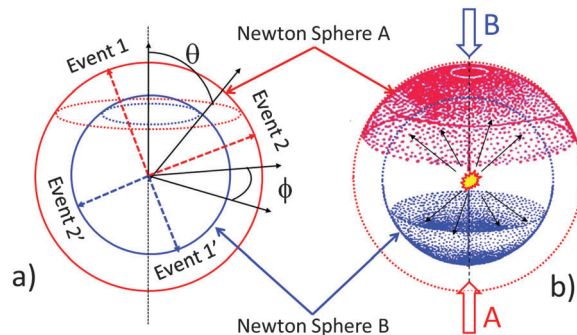 Newton Sphere A
Event 1
θ
Event 2
ϕ
Event 2’
Event 1’
a)
Newton Sphere B
B
b)
A